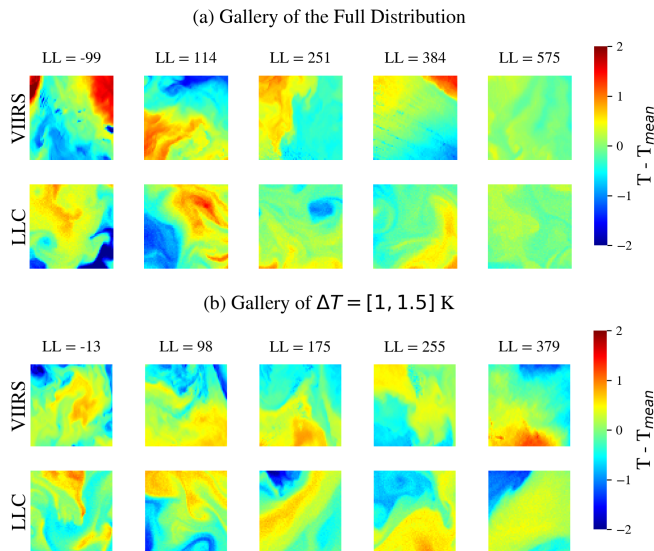 (a) Gallery of the Full Distribution
LL = -99 LL = 114 LL = 251 LL = 384 LL = 575
VIIRS
LLC
2
1
0
−1
−2
T - T_mean
(b) Gallery of ΔT = [1, 1.5] K
LL = -13 LL = 98 LL = 175 LL = 255 LL = 379
VIIRS
LLC
2
1
0
−1
−2
T - T_mean